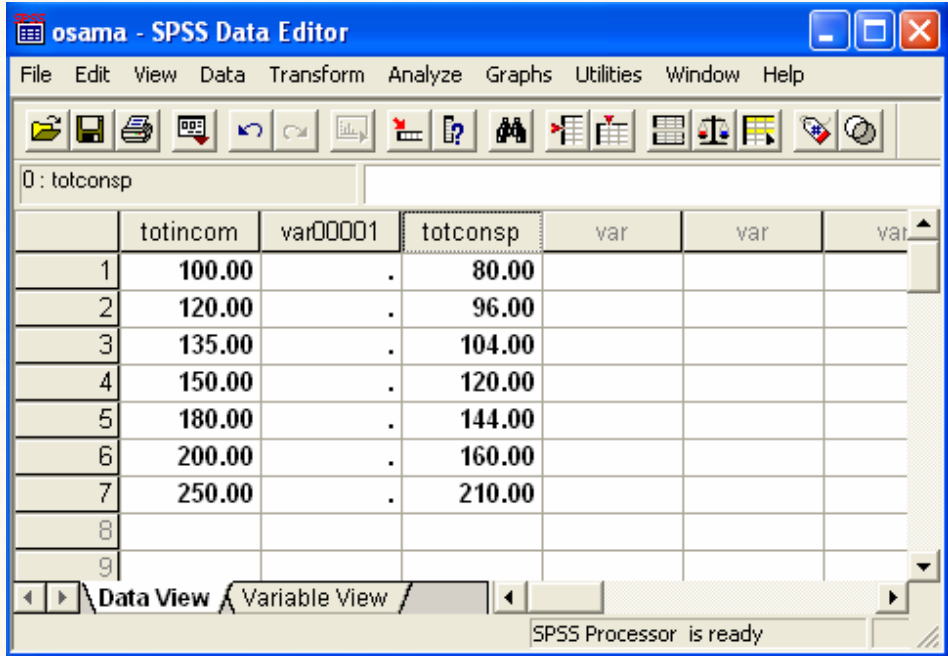 SPSS
osama - SPSS Data Editor
File Edit View Data Transform Analyze Graphs Utilities Window Help
0 : totconsp
totincom var00001 totconsp var var var
1 100.00 . 80.00
2 120.00 . 96.00
3 135.00 . 104.00
4 150.00 . 120.00
5 180.00 . 144.00
6 200.00 . 160.00
7 250.00 . 210.00
8
9
Data View Variable View
SPSS Processor is ready